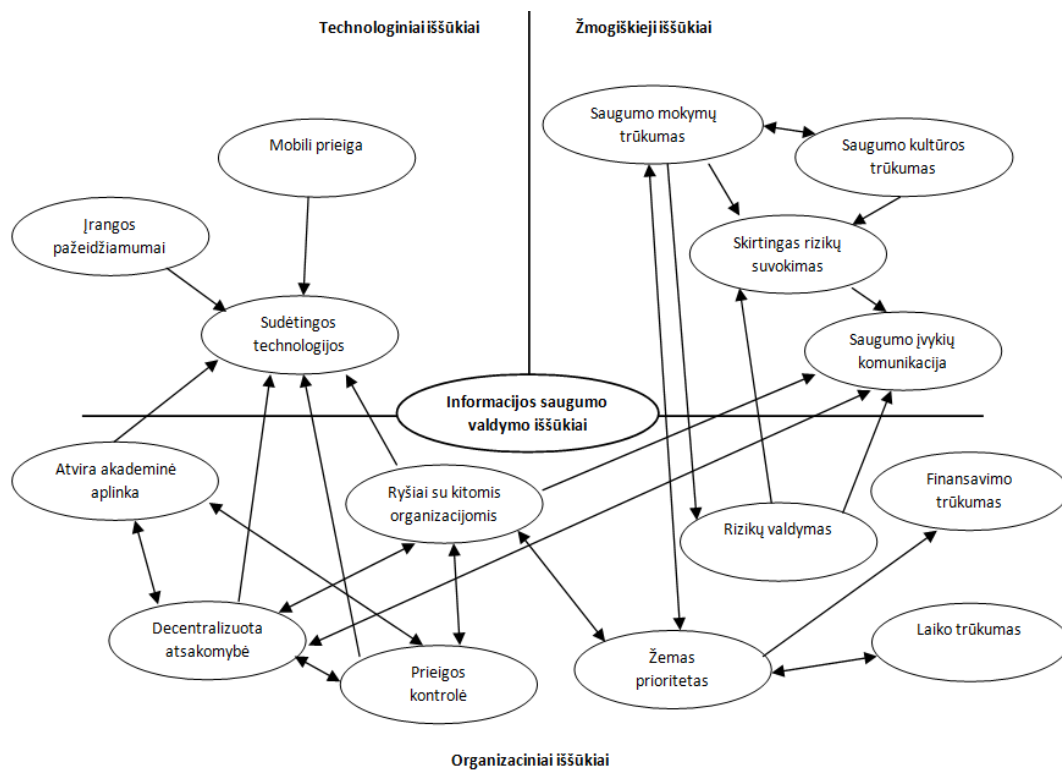 Technologiniai iššūkiai
Žmogiškieji iššūkiai
Saugumo mokymų
trūkumas
Mobili prieiga
Saugumo kultūros
trūkumas
Įrangos
pažeidžiamumai
Skirtingas rizikų
suvokimas
Sudėtingos
technologijos
Saugumo įvykių
komunikacija
Informacijos saugumo
valdymo iššūkiai
Atvira akademinė
aplinka
Ryšiai su kitomis
organizacijomis
Finansavimo
trūkumas
Rizikų valdymas
Decentralizuota
atsakomybė
Laiko trūkumas
Prieigos
kontrolė
Žemas
prioritetas
Organizaciniai iššūkiai